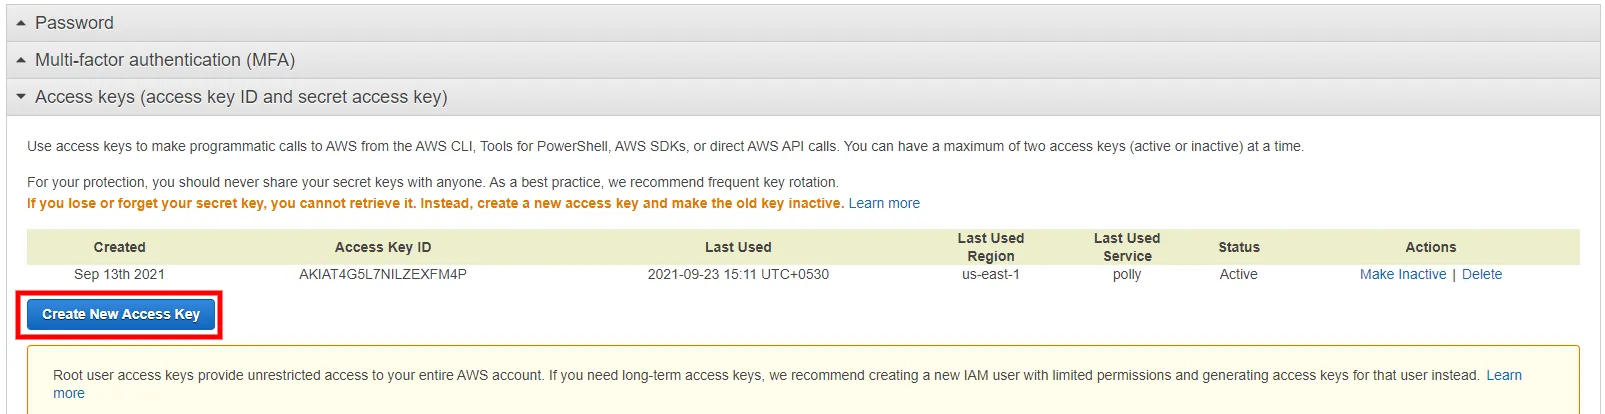 Password
Multi-factor authentication (MFA)
Access keys (access key ID and secret access key)
Use access keys to make programmatic calls to AWS from the AWS CLI, Tools for PowerShell, AWS SDKs, or direct AWS API calls. You can have a maximum of two access keys (active or inactive) at a time.
For your protection, you should never share your secret keys with anyone. As a best practice, we recommend frequent key rotation.
If you lose or forget your secret key, you cannot retrieve it. Instead, create a new access key and make the old key inactive. Learn more
Created Access Key ID Last Used Last Used Region Last Used Service Status Actions
Sep 13th 2021 AKIAT4G5L7NILZEXFM4P 2021-09-23 15:11 UTC+0530 us-east-1 polly Active Make Inactive | Delete
Create New Access Key
Root user access keys provide unrestricted access to your entire AWS account. If you need long-term access keys, we recommend creating a new IAM user with limited permissions and generating access keys for that user instead. Learn
more